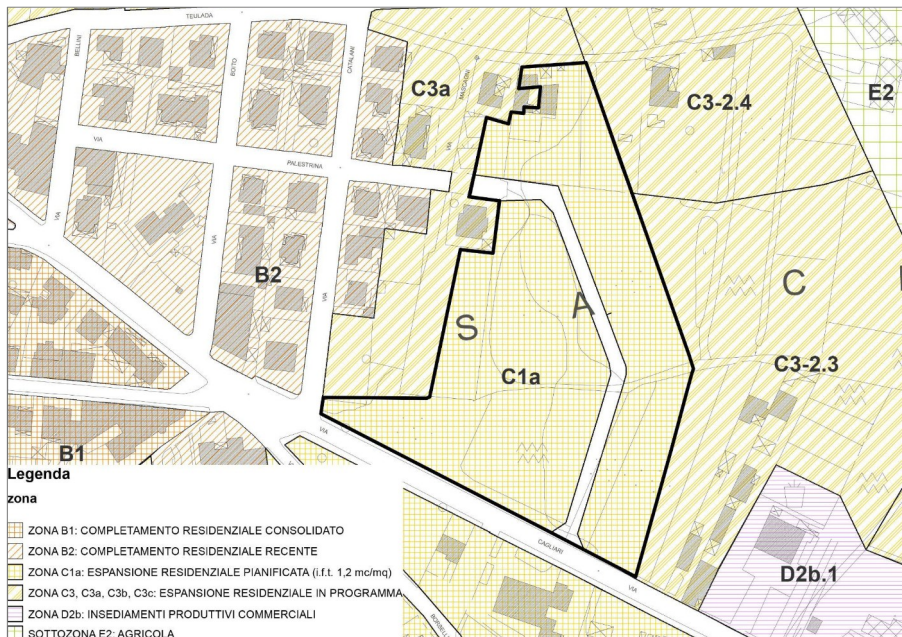 TEULADA
BELLINI
BOITO
CATALANI
MASCAGNI
C3a
C3-2.4
E2
VIA
VIA
PALESTRINA
VIA
VIA
B2
VIA
S
A
C
C1a
C3-2.3
B1
VIA
VIA
CAGLIARI
VIA
D2b.1
Legenda
zona
ZONA B1: COMPLETAMENTO RESIDENZIALE CONSOLIDATO
ZONA B2: COMPLETAMENTO RESIDENZIALE RECENTE
ZONA C1a: ESPANSIONE RESIDENZIALE PIANIFICATA (i.f.t. 1,2 mc/mq)
ZONA C3, C3a, C3b, C3c: ESPANSIONE RESIDENZIALE IN PROGRAMMA
ZONA D2b: INSEDIAMENTI PRODUTTIVI COMMERCIALI
SOTTOZONA E2: AGRICOLA